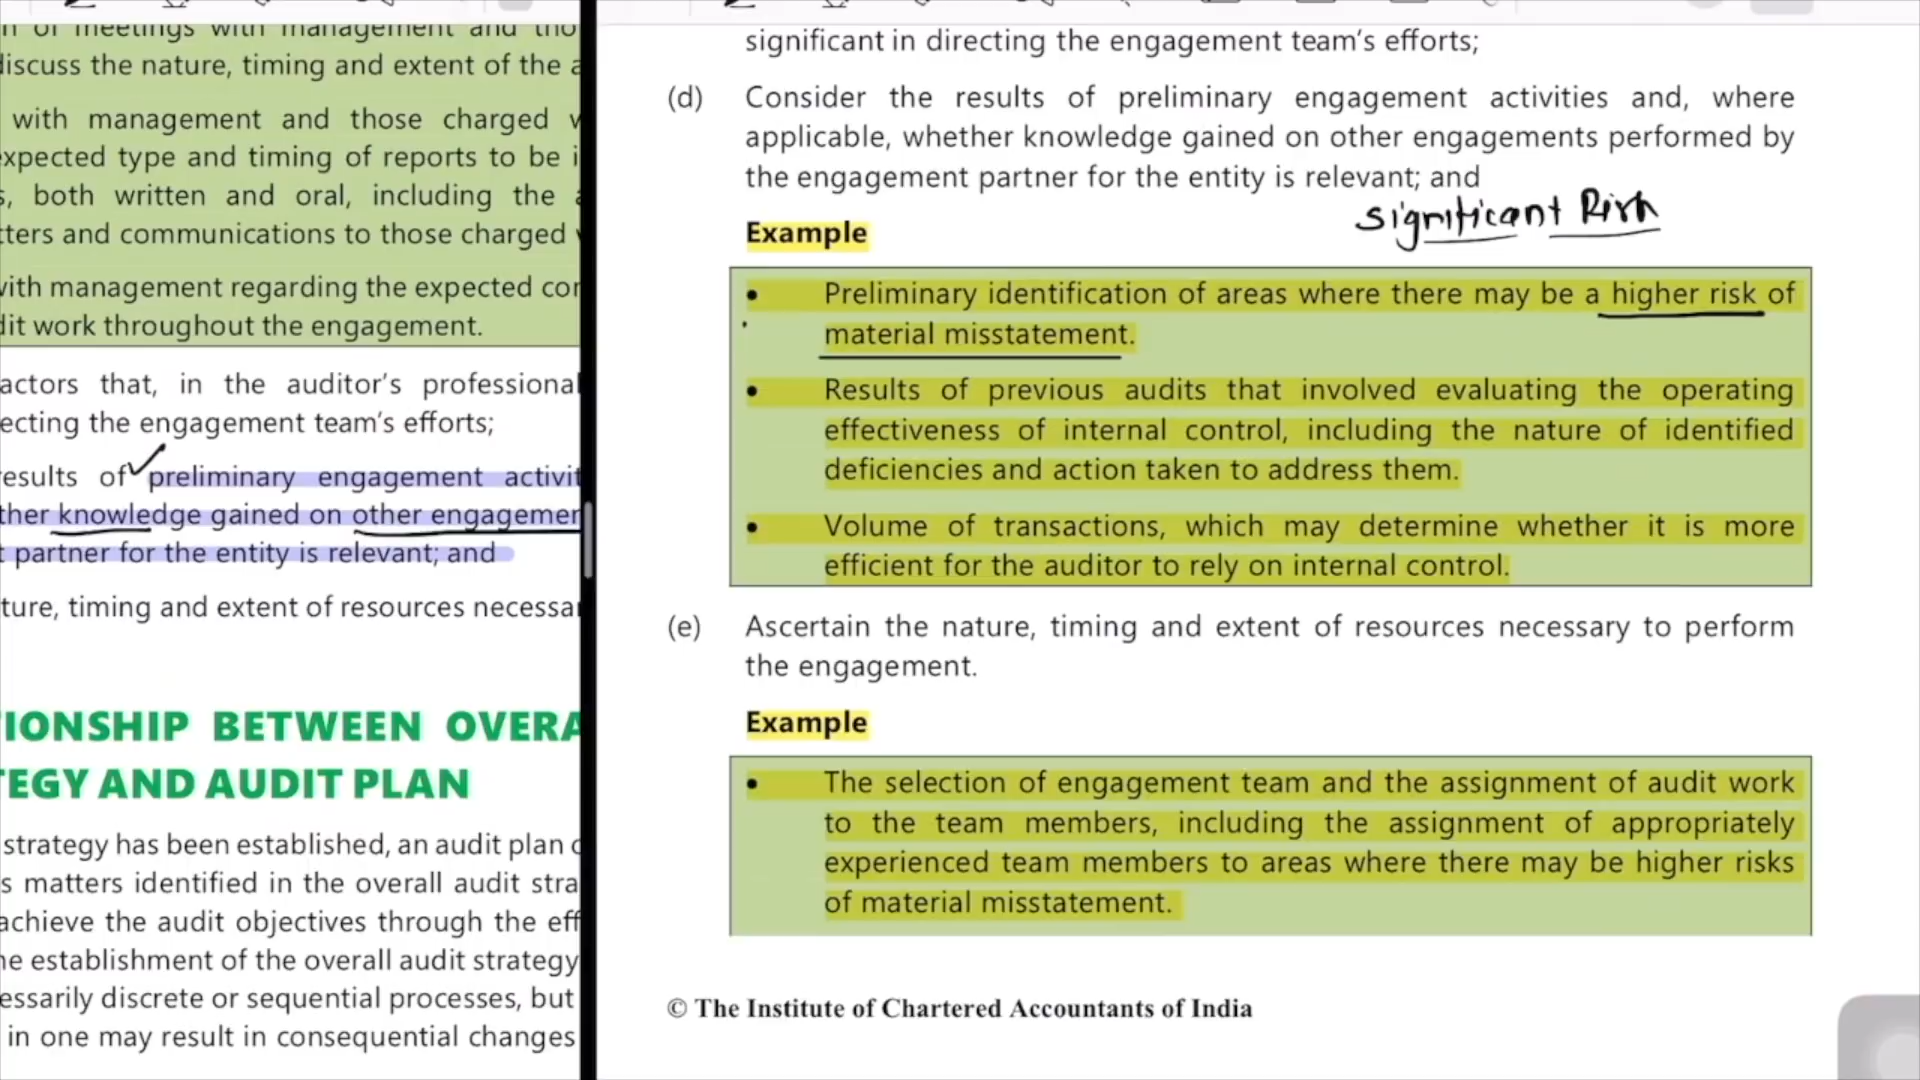 of meetings with management and tho
discuss the nature, timing and extent of the a
with management and those charged
expected type and timing of reports to be i
s, both written and oral, including the a
tters and communications to those charged
with management regarding the expected co
dit work throughout the engagement.
actors that, in the auditor's professional
ecting the engagement team's efforts;
results of preliminary engagement activit
ther knowledge gained on other engagemen
t partner for the entity is relevant; and
ture, timing and extent of resources necessa
TIONSHIP BETWEEN OVERA
TEGY AND AUDIT PLAN
strategy has been established, an audit plan c
s matters identified in the overall audit stra
achieve the audit objectives through the eff
he establishment of the overall audit strategy
essarily discrete or sequential processes, but
in one may result in consequential changes
significant in directing the engagement team's efforts;
(d) Consider the results of preliminary engagement activities and, where
applicable, whether knowledge gained on other engagements performed by
the engagement partner for the entity is relevant; and
Significant Risk
Example
• Preliminary identification of areas where there may be a higher risk of
material misstatement.
• Results of previous audits that involved evaluating the operating
effectiveness of internal control, including the nature of identified
deficiencies and action taken to address them.
• Volume of transactions, which may determine whether it is more
efficient for the auditor to rely on internal control.
(e) Ascertain the nature, timing and extent of resources necessary to perform
the engagement.
Example
• The selection of engagement team and the assignment of audit work
to the team members, including the assignment of appropriately
experienced team members to areas where there may be higher risks
of material misstatement.
© The Institute of Chartered Accountants of India